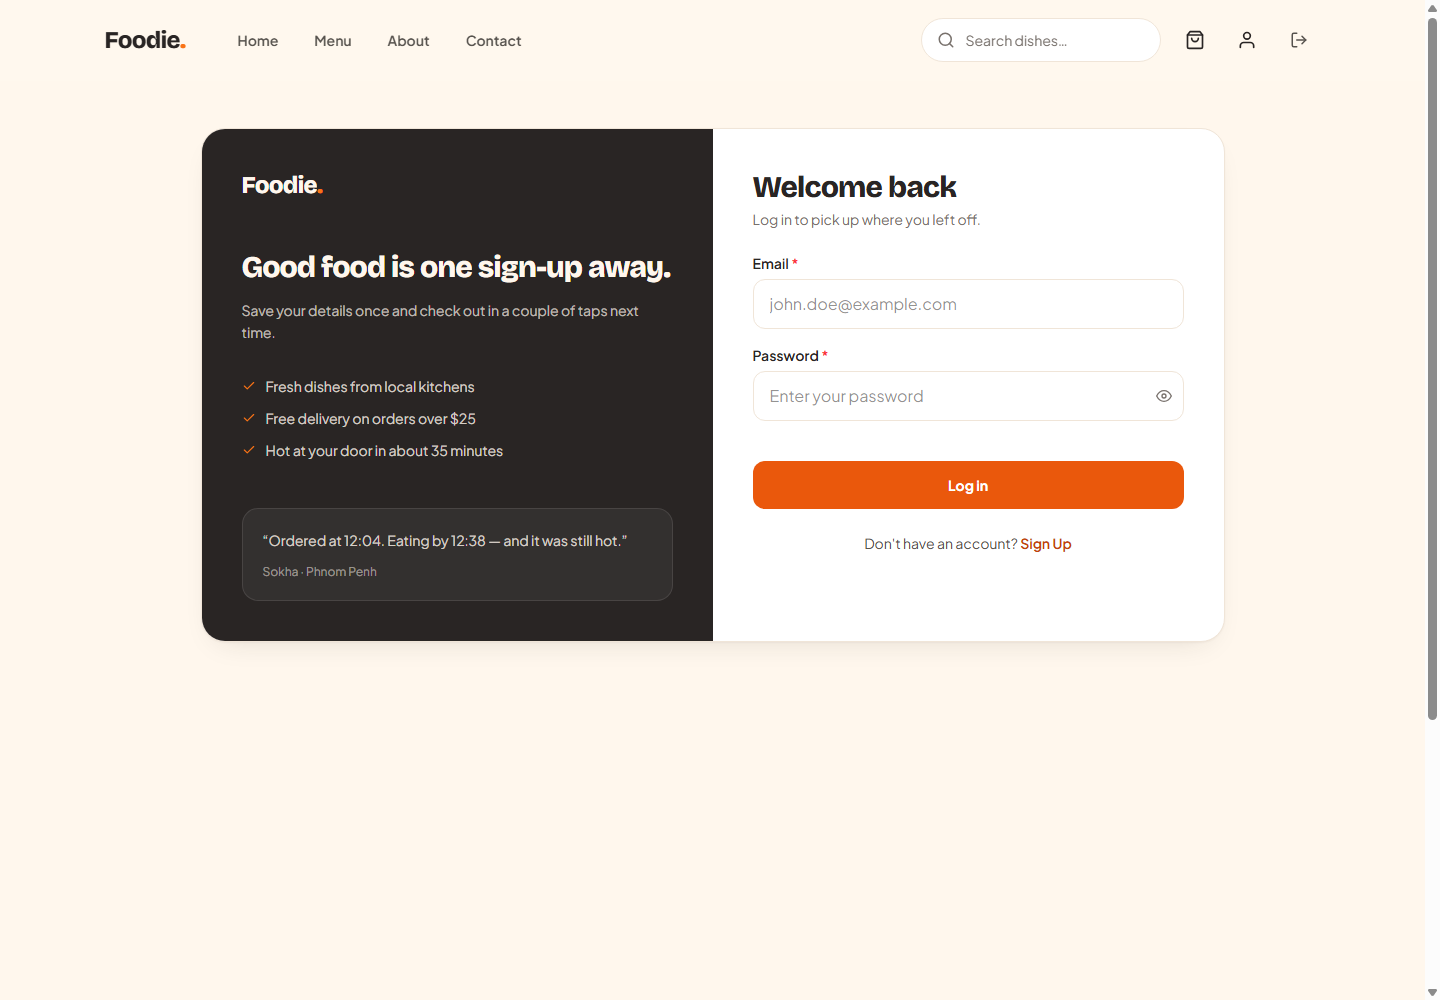 Foodie.
Home
Menu
About
Contact
Search dishes...
Foodie.
Good food is one sign-up away.
Save your details once and check out in a couple of taps next
time.
Fresh dishes from local kitchens
Free delivery on orders over $25
Hot at your door in about 35 minutes
“Ordered at 12:04. Eating by 12:38 — and it was still hot.”
Sokha · Phnom Penh
Welcome back
Log in to pick up where you left off.
Email *
john.doe@example.com
Password *
Enter your password
Log In
Don't have an account? Sign Up